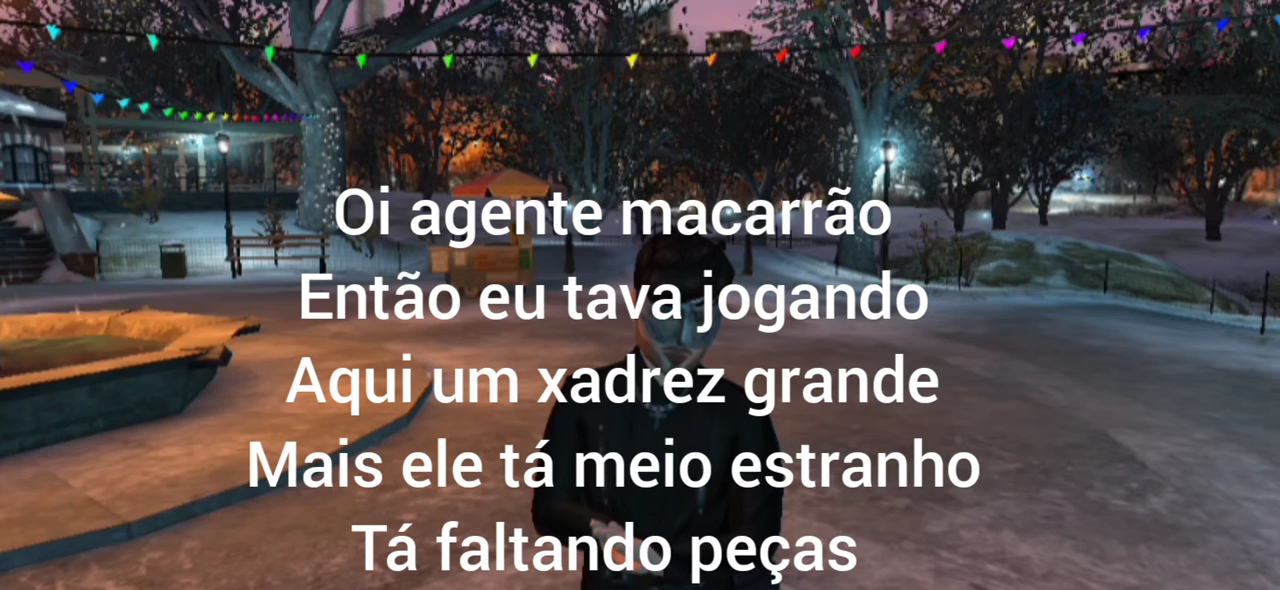 Oi agente macarrão
Então eu tava jogando
Aqui um xadrez grande
Mais ele tá meio estranho
Tá faltando peças